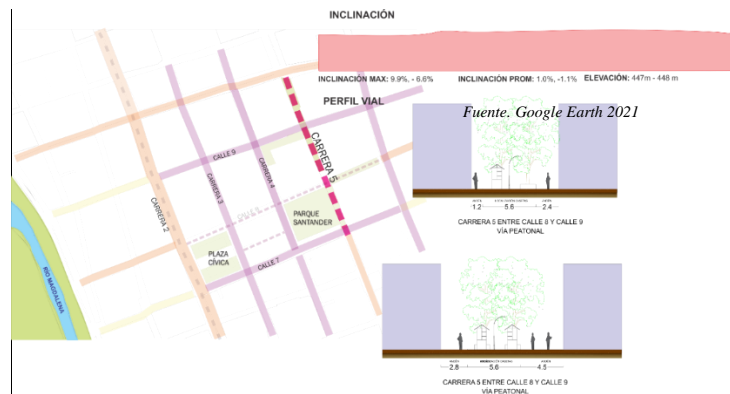 INCLINACIÓN
INCLINACIÓN MAX: 9.9%, - 6.6%
INCLINACIÓN PROM: 1.0%, -1.1%
ELEVACIÓN: 447m - 448 m
PERFIL VIAL
Fuente. Google Earth 2021
CALLE 9
CARRERA 5
CARRERA 4
CARRERA 3
CARRERA 2
PARQUE
SANTANDER
PLAZA
CÍVICA
CALLE 7
RIO MAGDALENA
1.2
5.6
2.4
CARRERA 5 ENTRE CALLE 8 Y CALLE 9
VÍA PEATONAL
2.8
5.6
4.5
CARRERA 5 ENTRE CALLE 8 Y CALLE 9
VÍA PEATONAL